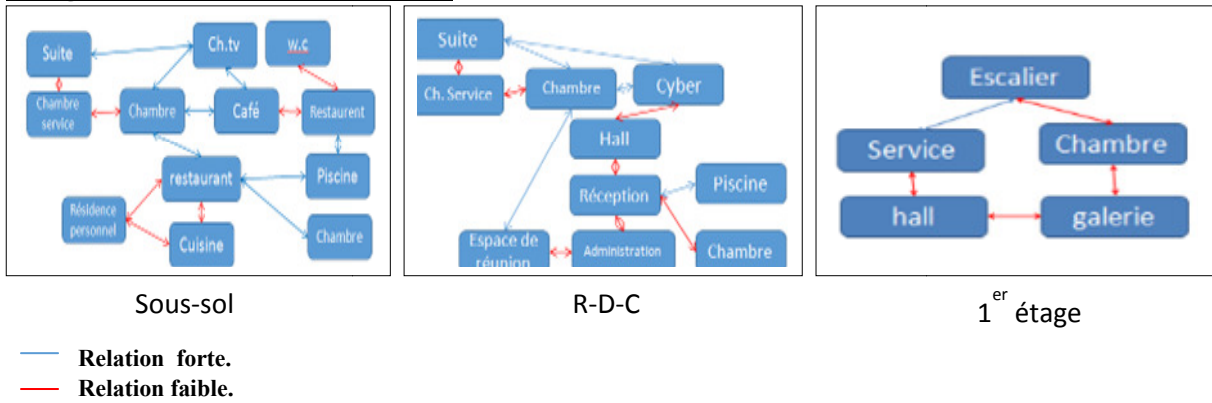 Suite
Ch.tv
w.c
Chambre
service
Chambre
Café
Restaurent
restaurant
Piscine
Résidence
personnel
Cuisine
Chambre
Sous-sol
Suite
Ch. Service
Chambre
Cyber
Hall
Réception
Piscine
Espace de
réunion
Administration
Chambre
R-D-C
Escalier
Service
Chambre
hall
galerie
1er étage
Relation forte.
Relation faible.